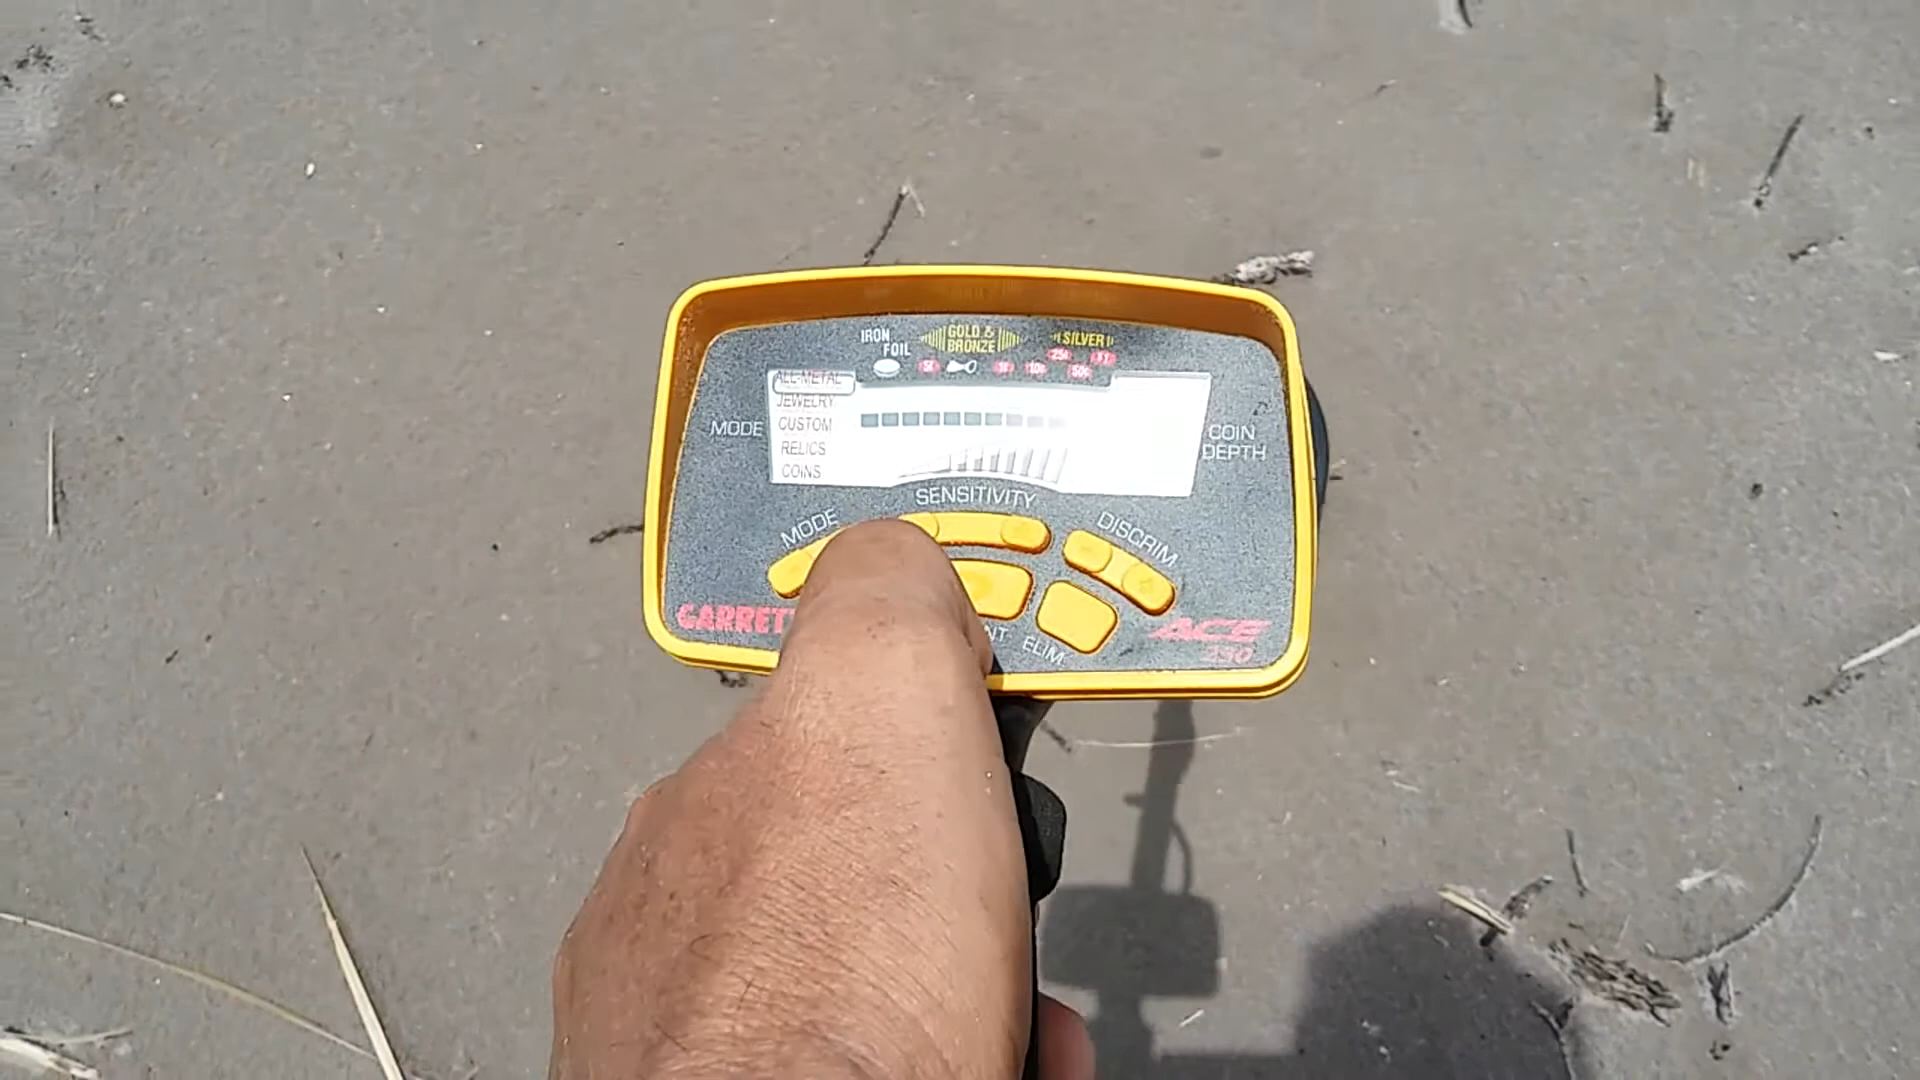 IRON
FOIL
GOLD &
BRONZE
SILVER
5¢
1¢
10¢
25¢
50¢
$1
ALL-METAL
JEWELRY
CUSTOM
RELICS
COINS
MODE
COIN
DEPTH
SENSITIVITY
MODE
DISCRIM
GARRETT
ELIM.
ACE